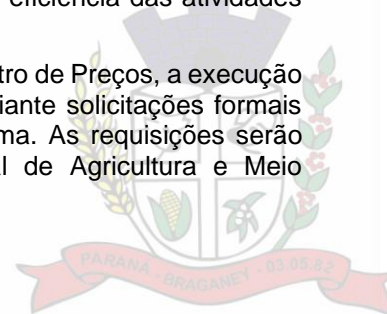 eficiência das atividades
tro de Preços, a execução
iante solicitações formais
ma. As requisições serão
l de Agricultura e Meio
PARANÁ - BRAGANEY - 03.05.82